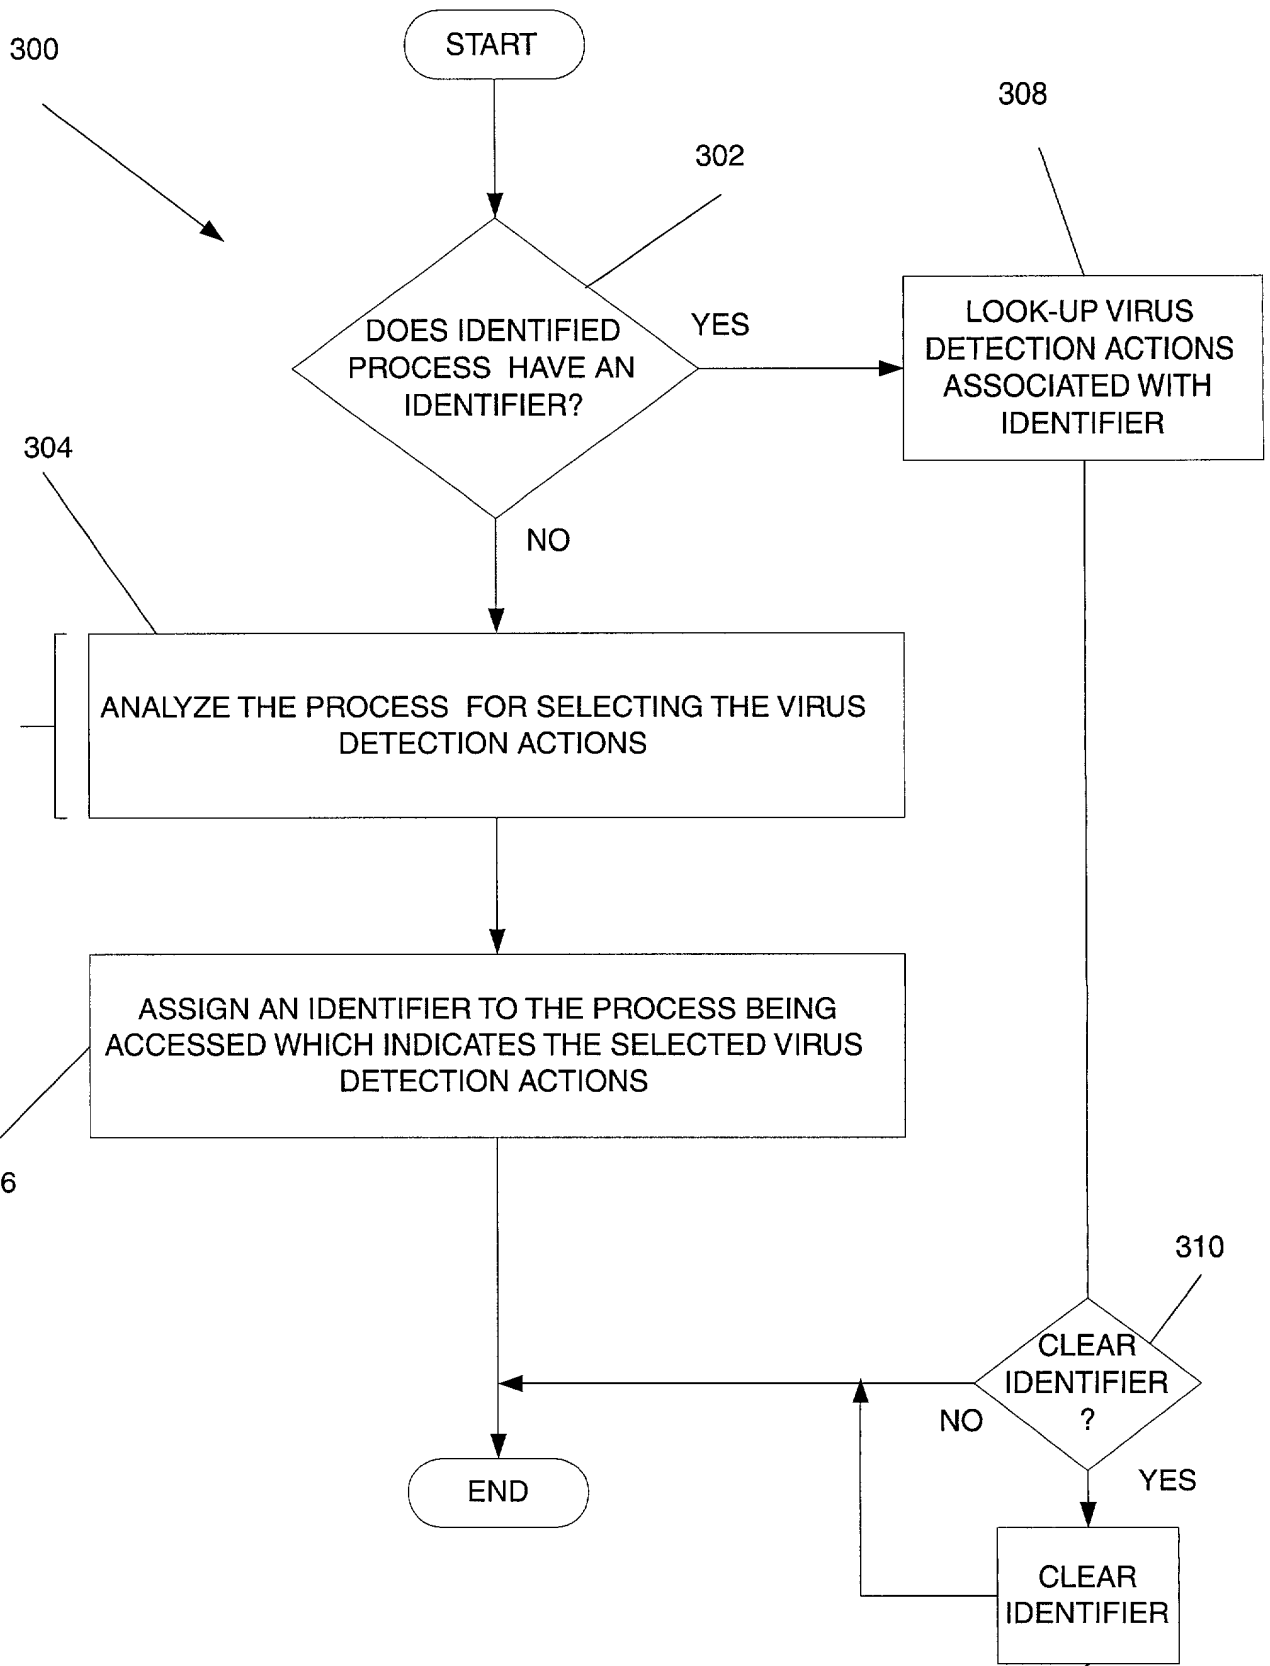 START
300
308
302
DOES IDENTIFIED
PROCESS HAVE AN
IDENTIFIER?
YES
LOOK-UP VIRUS
DETECTION ACTIONS
ASSOCIATED WITH
IDENTIFIER
304
NO
ANALYZE THE PROCESS FOR SELECTING THE VIRUS
DETECTION ACTIONS
ASSIGN AN IDENTIFIER TO THE PROCESS BEING
ACCESSED WHICH INDICATES THE SELECTED VIRUS
DETECTION ACTIONS
6
310
CLEAR
IDENTIFIER
?
NO
YES
END
CLEAR
IDENTIFIER